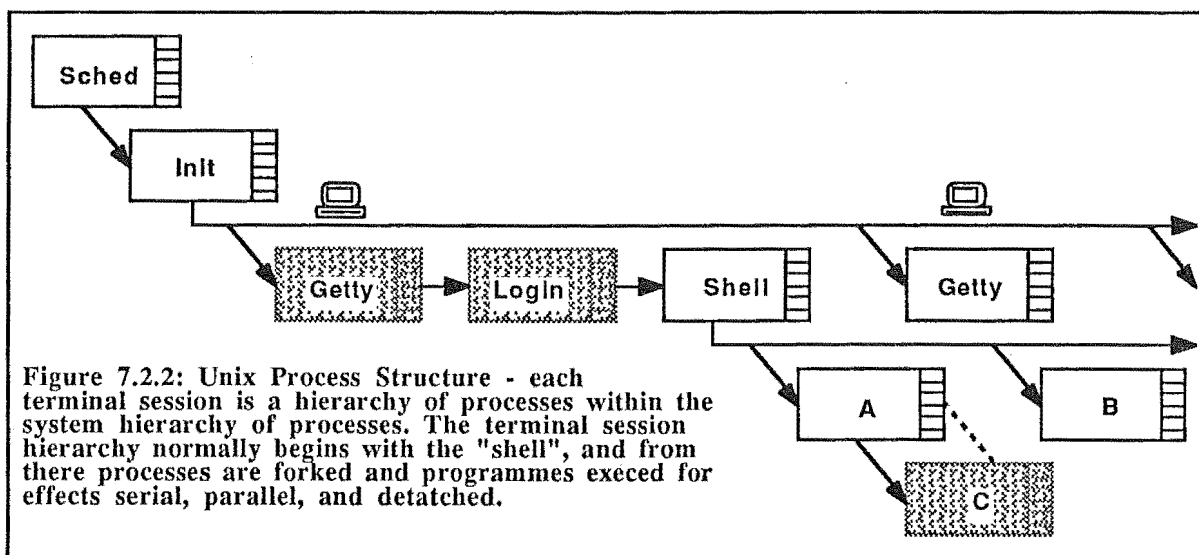 Sched
Init
Getty
Login
Shell
Getty
Figure 7.2.2: Unix Process Structure - each
terminal session is a hierarchy of processes within the
system hierarchy of processes. The terminal session
hierarchy normally begins with the "shell", and from
there processes are forked and programmes execed for
effects serial, parallel, and detatched.
A
B
C